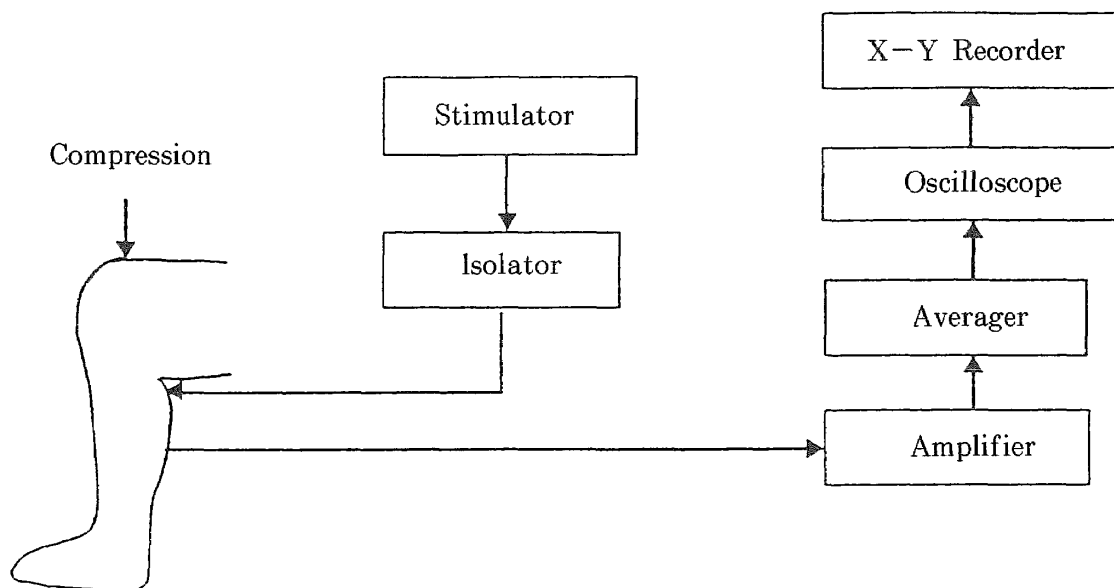 X-Y Recorder
Stimulator
Compression
Oscilloscope
Isolator
Averager
Amplifier